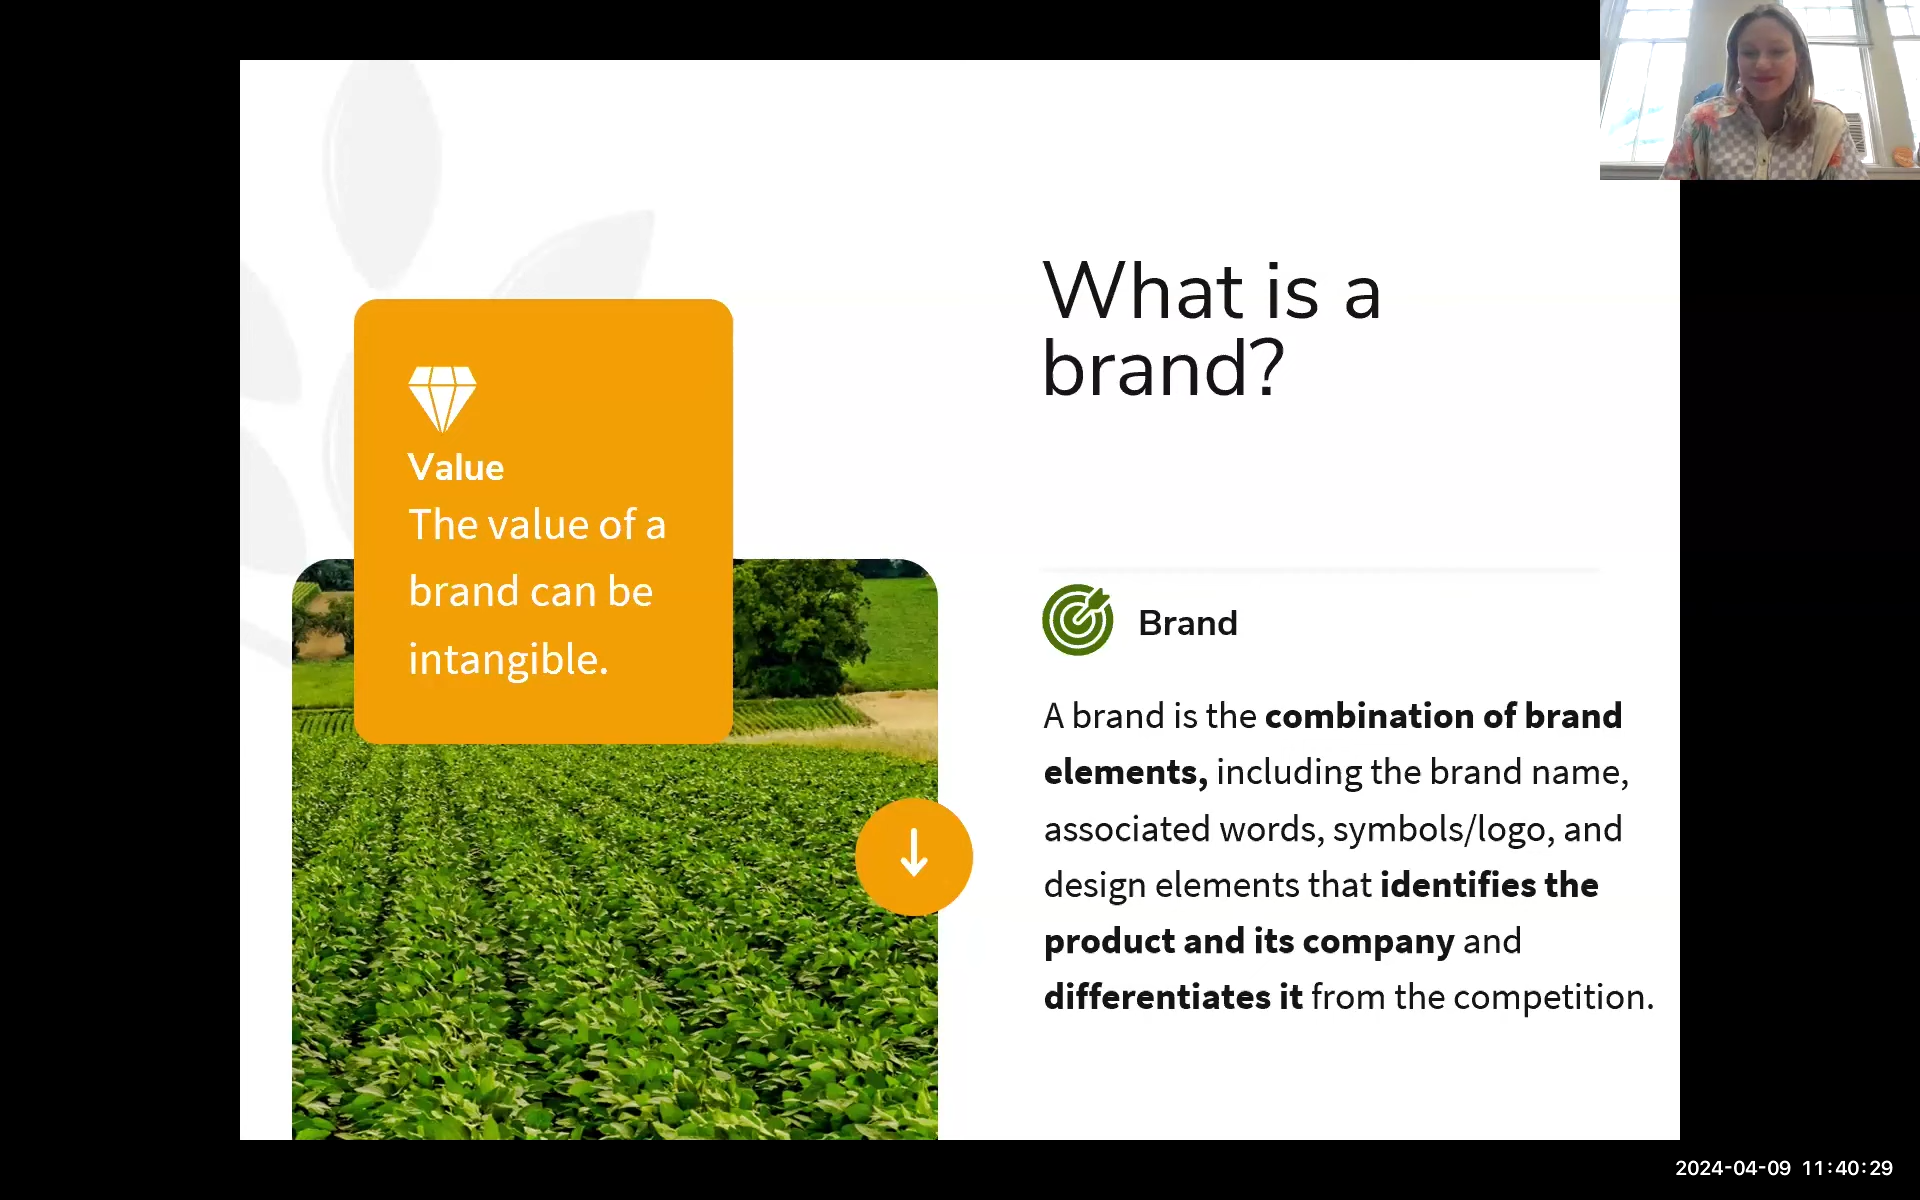 What is a
brand?
Value
The value of a
brand can be
intangible.
Brand
A brand is the combination of brand
elements, including the brand name,
associated words, symbols/logo, and
design elements that identifies the
product and its company and
differentiates it from the competition.
2024-04-09 11:40:29